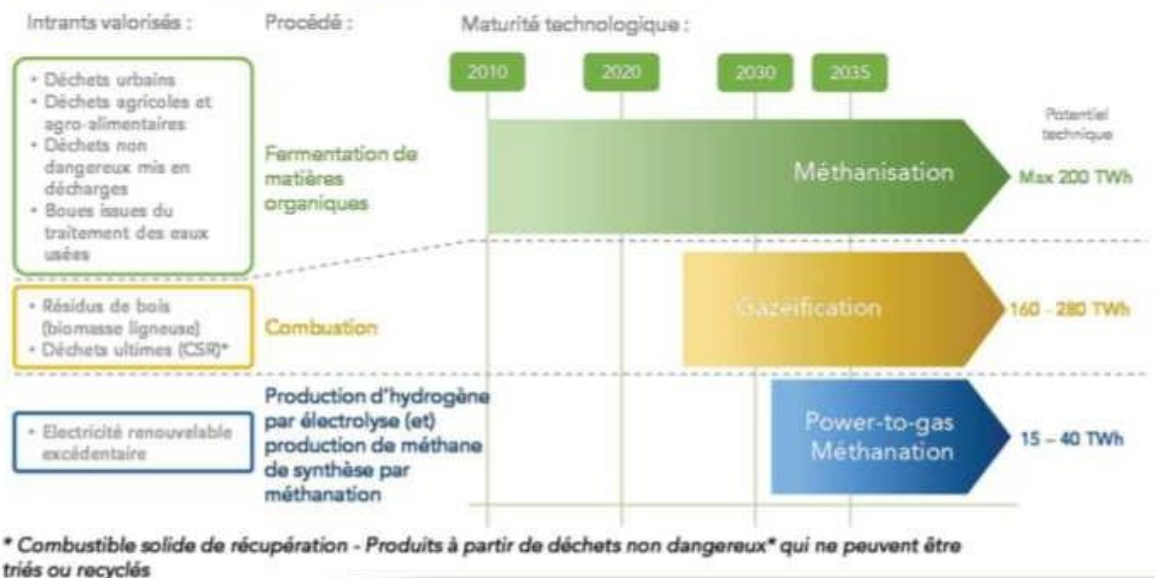 Intrants valorisés :
Procédé :
Maturité technologique :
2010
2020
2030
2035
• Déchets urbains
• Déchets agricoles et
agro-alimentaires
• Déchets non
dangereux mis en
décharges
• Boues issues du
traitement des eaux
usées
Fermentation de
matières
organiques
Méthanisation
Potentiel
technique
Max 200 TWh
• Résidus de bois
(biomasse ligneuse)
• Déchets ultimes (CSR)*
Combustion
Gazeification
160 - 280 TWh
• Electricité renouvelable
excédentaire
Production d'hydrogène
par électrolyse (et)
production de méthane
de synthèse par
méthanation
Power-to-gas
Méthanation
15 – 40 TWh
* Combustible solide de récupération - Produits à partir de déchets non dangereux* qui ne peuvent être
triés ou recyclés